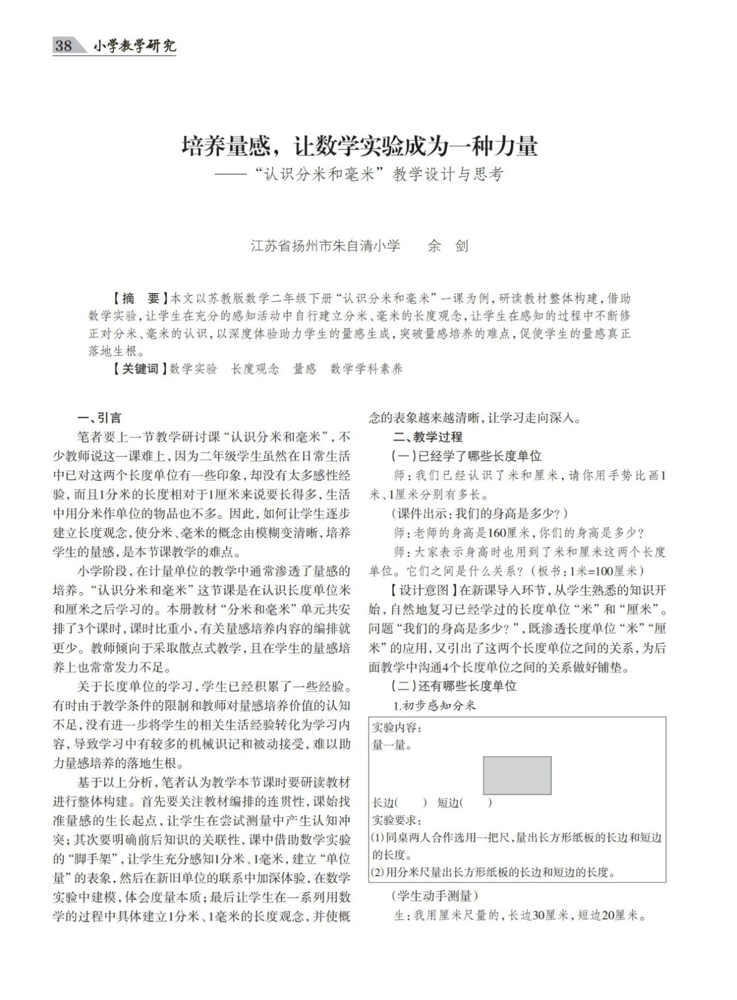 38 小学教学研究
培养量感，让数学实验成为一种力量
——“认识分米和毫米”教学设计与思考
江苏省扬州市朱自清小学　余　剑
【摘　要】本文以苏教版数学二年级下册“认识分米和毫米”一课为例，研读教材整体构建，借助
数学实验，让学生在充分的感知活动中自行建立分米、毫米的长度观念，让学生在感知的过程中不断修
正对分米、毫米的认识，以深度体验助力学生的量感生成，突破量感培养的难点，促使学生的量感真正
落地生根。
【关键词】数学实验　长度观念　量感　数学学科素养
一、引言
笔者要上一节教学研讨课“认识分米和毫米”，不
少教师说这一课难上，因为二年级学生虽然在日常生活
中已对这两个长度单位有一些印象，却没有太多感性经
验，而且1分米的长度相对于1厘米来说要长得多，生活
中用分米作单位的物品也不多。因此，如何让学生逐步
建立长度观念，使分米、毫米的概念由模糊变清晰，培养
学生的量感，是本节课教学的难点。
小学阶段，在计量单位的教学中通常渗透了量感的
培养。“认识分米和毫米”这节课是在认识长度单位米
和厘米之后学习的。本册教材“分米和毫米”单元共安
排了3个课时，课时比重小，有关量感培养内容的编排就
更少。教师倾向于采取散点式教学，且在学生的量感培
养上也常常发力不足。
关于长度单位的学习，学生已经积累了一些经验。
有时由于教学条件的限制和教师对量感培养价值的认知
不足，没有进一步将学生的相关生活经验转化为学习内
容，导致学习中有较多的机械识记和被动接受，难以助
力量感培养的落地生根。
基于以上分析，笔者认为教学本节课时要研读教材
进行整体构建。首先要关注教材编排的连贯性，课始找
准量感的生长起点，让学生在尝试测量中产生认知冲
突；其次要明确前后知识的关联性，课中借助数学实验
的“脚手架”，让学生充分感知1分米、1毫米，建立“单位
量”的表象，然后在新旧单位的联系中加深体验，在数学
实验中建模，体会度量本质；最后让学生在一系列用数
学的过程中具体建立1分米、1毫米的长度观念，并使概
念的表象越来越清晰，让学习走向深入。
二、教学过程
（一）已经学了哪些长度单位
师：我们已经认识了米和厘米，请你用手势比画1
米、1厘米分别有多长。
（课件出示：我们的身高是多少？）
师：老师的身高是160厘米，你们的身高是多少？
师：大家表示身高时也用到了米和厘米这两个长度
单位。它们之间是什么关系？（板书：1米=100厘米）
【设计意图】在新课导入环节，从学生熟悉的知识开
始，自然地复习已经学过的长度单位“米”和“厘米”。
问题“我们的身高是多少？”，既渗透长度单位“米”“厘
米”的应用，又引出了这两个长度单位之间的关系，为后
面教学中沟通4个长度单位之间的关系做好铺垫。
（二）还有哪些长度单位
1.初步感知分米
实验内容：
量一量。
长边(　　) 短边(　　)
实验要求：
(1)同桌两人合作选用一把尺，量出长方形纸板的长边和短边
的长度。
(2)用分米尺量出长方形纸板的长边和短边的长度。
（学生动手测量）
生：我用厘米尺量的，长边30厘米，短边20厘米。